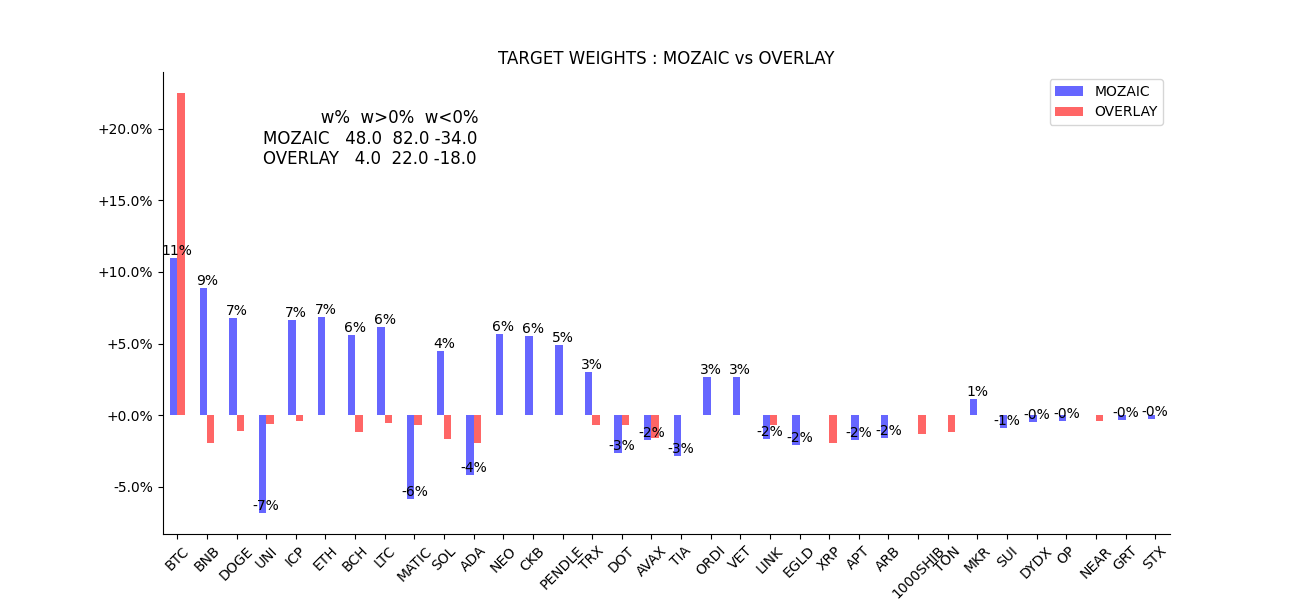 TARGET WEIGHTS : MOZAIC vs OVERLAY
MOZAIC
OVERLAY
w% w>0% w<0%
MOZAIC 48.0 82.0 -34.0
OVERLAY 4.0 22.0 -18.0
+20.0%
+15.0%
+10.0%
+5.0%
+0.0%
-5.0%
11%
9%
7%
-7%
7%
7%
6%
6%
-6%
4%
-4%
6%
6%
5%
3%
-3%
-2%
-3%
3%
3%
-2%
-2%
-2%
-2%
1%
-1%
-0%
-0%
-0%
-0%
BTC
BNB
DOGE
UNI
ICP
ETH
BCH
LTC
MATIC
SOL
ADA
NEO
CKB
PENDLE
TRX
DOT
AVAX
TIA
ORDI
VET
LINK
EGLD
XRP
APT
ARB
1000SHIB
TON
MKR
SUI
DYDX
OP
NEAR
GRT
STX